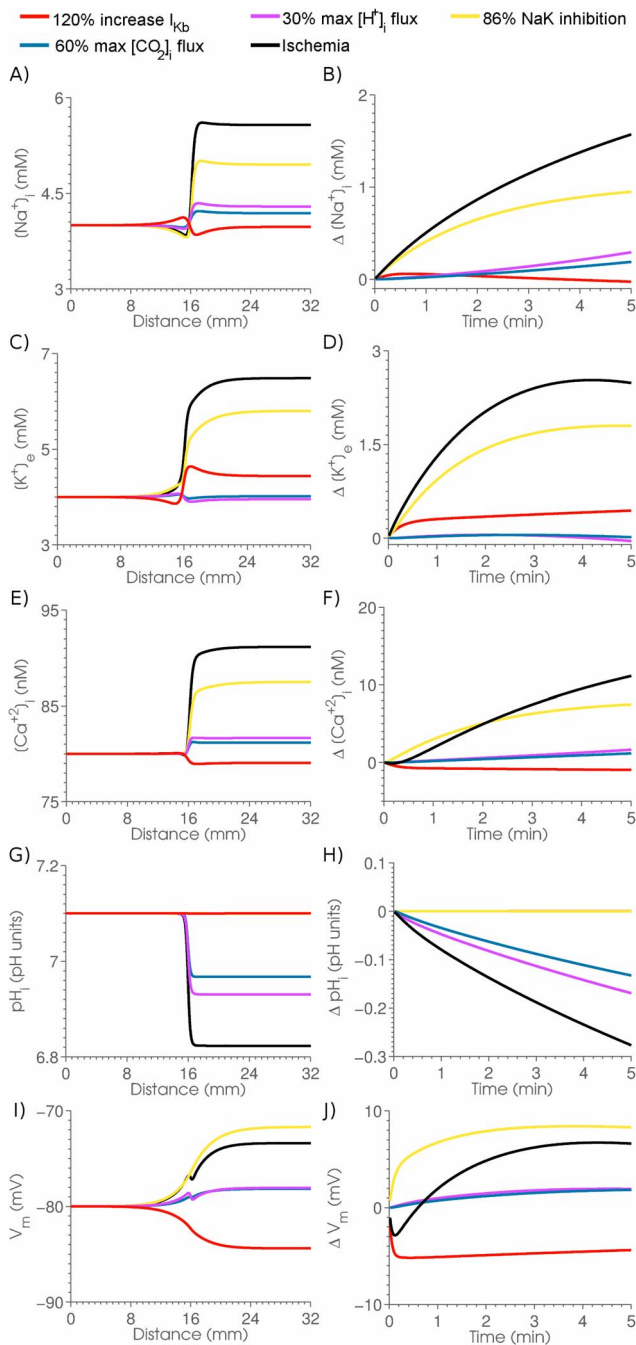 120% increase I_Kb 30% max [H⁺]ᵢ flux 86% NaK inhibition
60% max [CO₂]ᵢ flux Ischemia
A) B)
6
4.5
3
(Na⁺)ᵢ (mM)
0 8 16 24 32
Distance (mm)
2
1
0
Δ (Na⁺)ᵢ (mM)
0 1 2 3 4 5
Time (min)
C) D)
7
5
3
(K⁺)ₑ (mM)
0 8 16 24 32
Distance (mm)
3
1.5
0
Δ (K⁺)ₑ (mM)
0 1 2 3 4 5
Time (min)
E) F)
95
85
75
(Ca⁺²)ᵢ (nM)
0 8 16 24 32
Distance (mm)
20
10
0
−5
Δ (Ca⁺²)ᵢ (nM)
0 1 2 3 4 5
Time (min)
G) H)
7.2
7
6.8
pHᵢ (pH units)
0 8 16 24 32
Distance (mm)
0.1
0
−0.1
−0.2
−0.3
Δ pHᵢ (pH units)
0 1 2 3 4 5
Time (min)
I) J)
−70
−80
−90
Vₘ (mV)
0 8 16 24 32
Distance (mm)
10
0
−10
Δ Vₘ (mV)
0 1 2 3 4 5
Time (min)